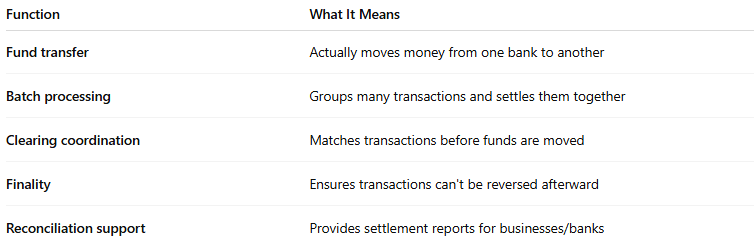 Function What It Means
Fund transfer Actually moves money from one bank to another
Batch processing Groups many transactions and settles them together
Clearing coordination Matches transactions before funds are moved
Finality Ensures transactions can't be reversed afterward
Reconciliation support Provides settlement reports for businesses/banks